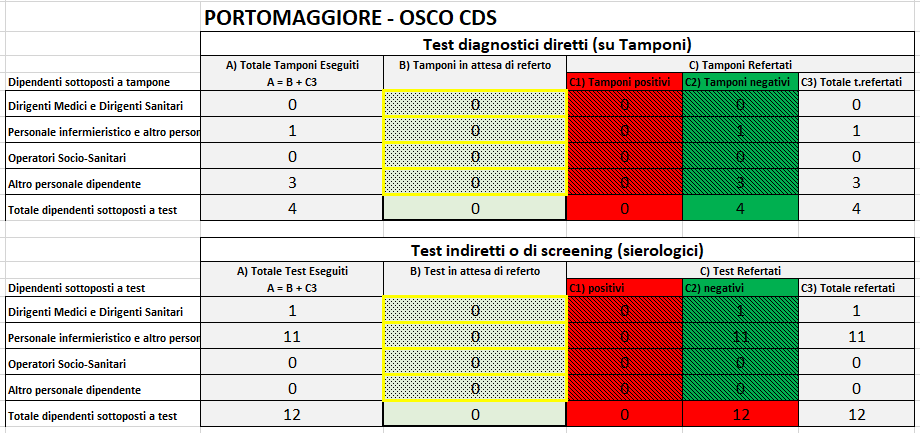 PORTOMAGGIORE - OSCO CDS
Test diagnostici diretti (su Tamponi)
A) Totale Tamponi Eseguiti B) Tamponi in attesa di referto C) Tamponi Refertati
Dipendenti sottoposti a tampone A = B + C3 C1) Tamponi positivi C2) Tamponi negativi C3) Totale t.refertati
Dirigenti Medici e Dirigenti Sanitari 0 0 0 0 0
Personale infermieristico e altro person 1 0 0 1 1
Operatori Socio-Sanitari 0 0 0 0 0
Altro personale dipendente 3 0 0 3 3
Totale dipendenti sottoposti a test 4 0 0 4 4
Test indiretti o di screening (sierologici)
A) Totale Test Eseguiti B) Test in attesa di referto C) Test Refertati
Dipendenti sottoposti a test A = B + C3 C1) positivi C2) negativi C3) Totale refertati
Dirigenti Medici e Dirigenti Sanitari 1 0 0 1 1
Personale infermieristico e altro person 11 0 0 11 11
Operatori Socio-Sanitari 0 0 0 0 0
Altro personale dipendente 0 0 0 0 0
Totale dipendenti sottoposti a test 12 0 0 12 12